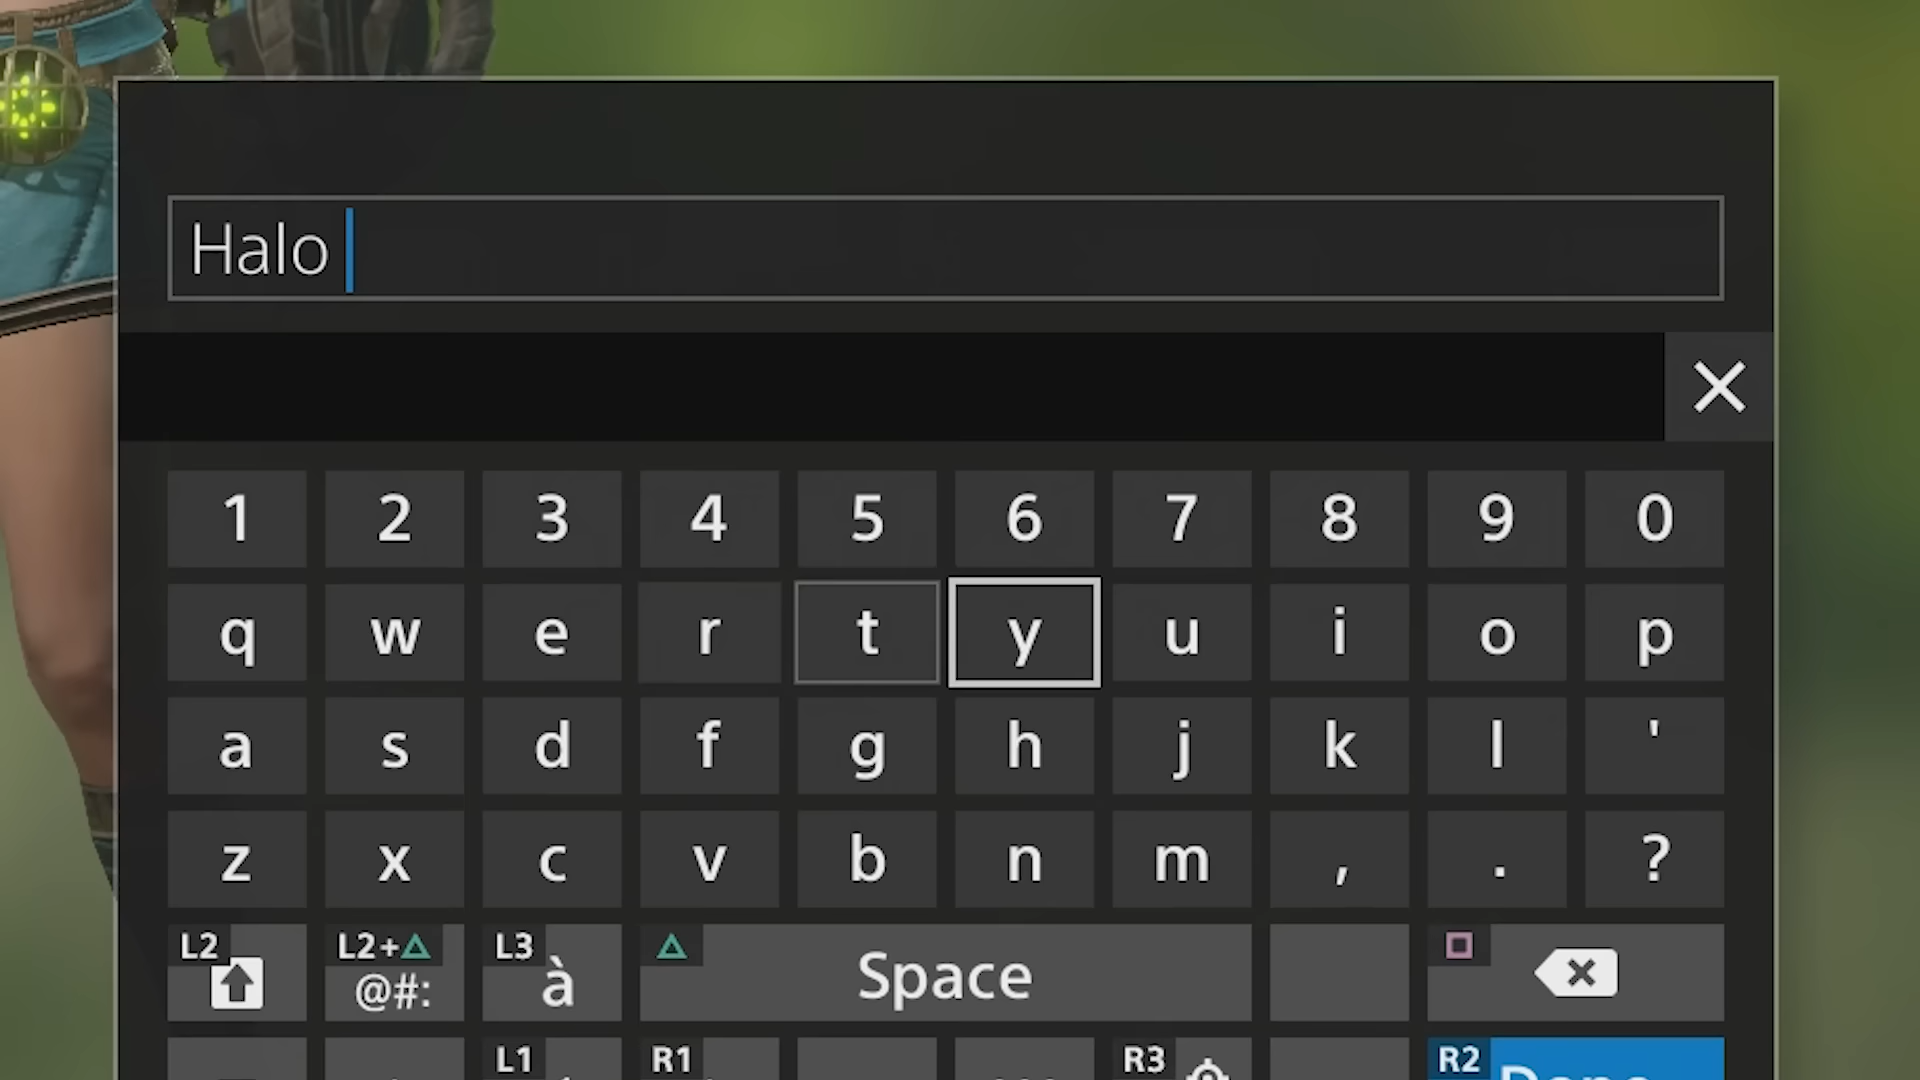 Halo
1 2 3 4 5 6 7 8 9 0
q w e r t y u i o p
a s d f g h j k l '
z x c v b n m , . ?
L2 L2+△ @#: L3 à △ Space
L1 R1 R3 R2 Done